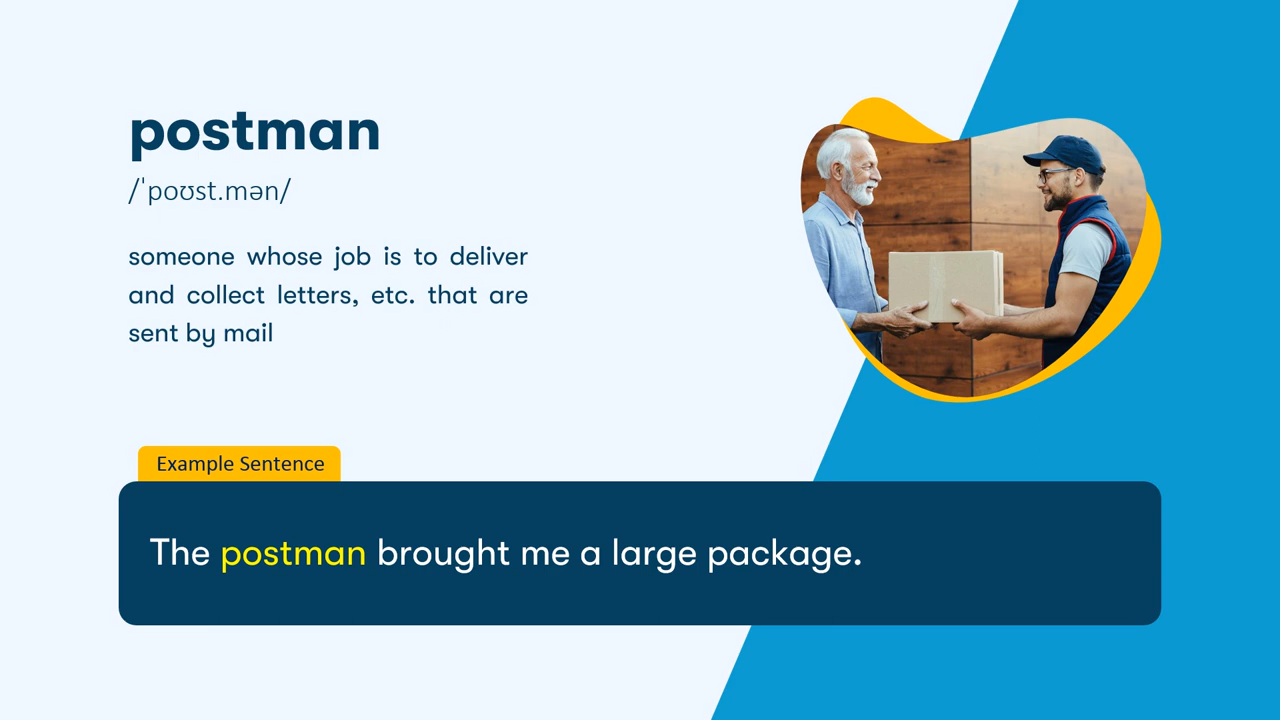 postman
/ˈpoʊst.mən/
someone whose job is to deliver
and collect letters, etc. that are
sent by mail
Example Sentence
The postman brought me a large package.